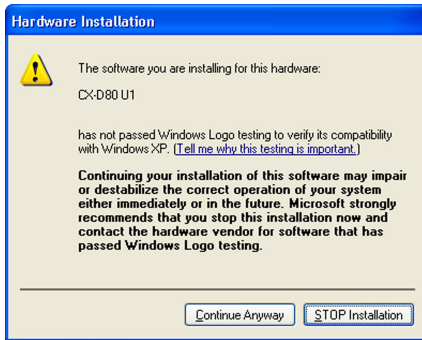 Hardware Installation
The software you are installing for this hardware:
CX-D80 U1
has not passed Windows Logo testing to verify its compatibility
with Windows XP. (Tell me why this testing is important.)
Continuing your installation of this software may impair
or destabilize the correct operation of your system
either immediately or in the future. Microsoft strongly
recommends that you stop this installation now and
contact the hardware vendor for software that has
passed Windows Logo testing.
Continue Anyway
STOP Installation